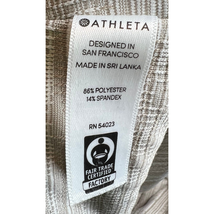 ATHLETA
DESIGNED IN
SAN FRANCISCO
MADE IN SRI LANKA
86% POLYESTER
14% SPANDEX
RN 54023
FAIR TRADE
CERTIFIED
FACTORY